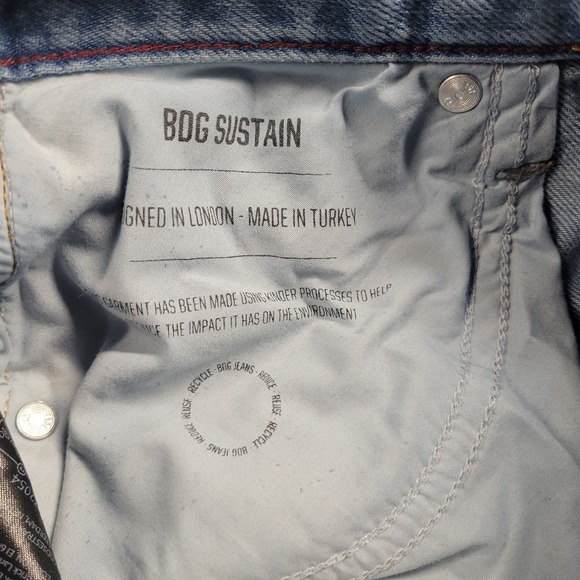 BDG SUSTAIN
GNED IN LONDON - MADE IN TURKEY
GARMENT HAS BEEN MADE USING KINDER PROCESSES TO HELP
THE IMPACT IT HAS ON THE ENVIRONMENT
BDG JEANS · REDUCE · REUSE · RECYCLE · BDG JEANS · REDUCE · REUSE · RECYCLE ·